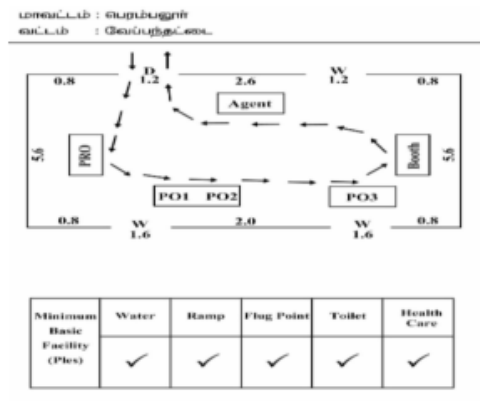 மாவட்டம் : பெரம்பலூர்
வட்டம் : வேப்பந்தட்டை
0.8 D 2.6 W 0.8
1.2 1.2
Agent
5.6 PRO Booth 5.6
PO1 PO2 PO3
0.8 W 2.0 W 0.8
1.6 1.6
Minimum Basic Facility (Ples) Water Ramp Flug Point Toilet Health Care